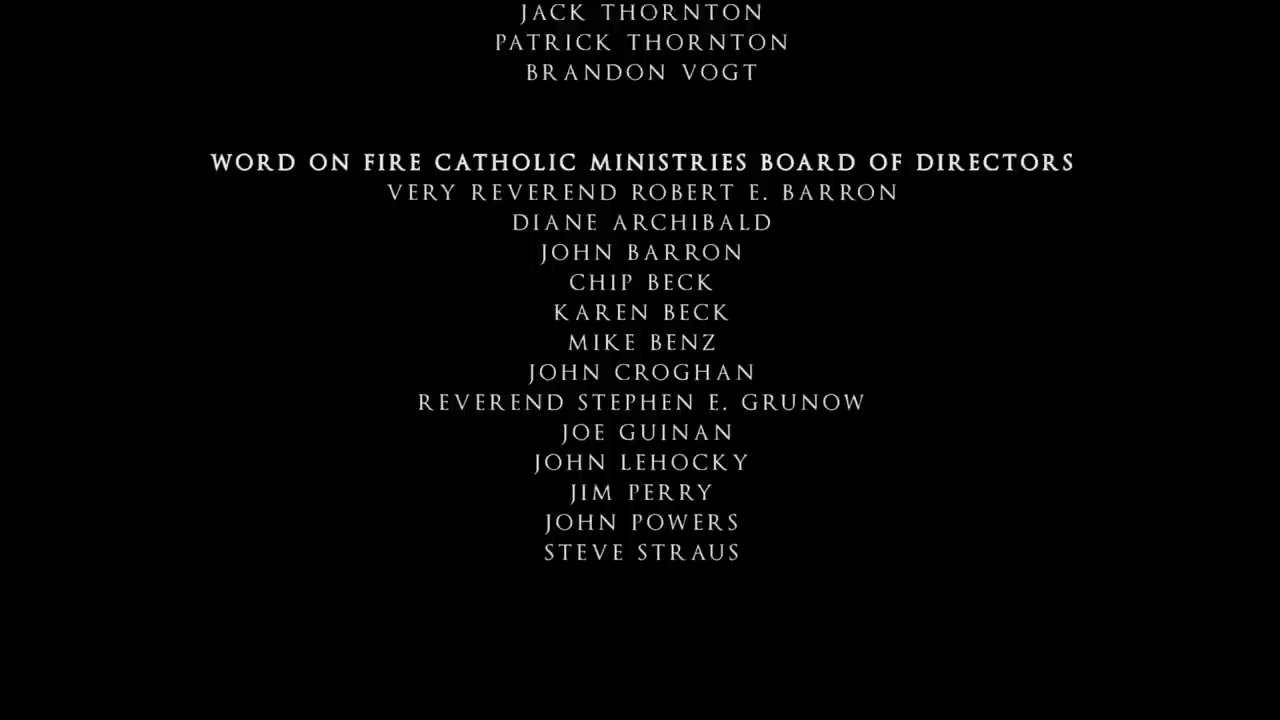 JACK THORNTON
PATRICK THORNTON
BRANDON VOGT
WORD ON FIRE CATHOLIC MINISTRIES BOARD OF DIRECTORS
VERY REVEREND ROBERT E. BARRON
DIANE ARCHIBALD
JOHN BARRON
CHIP BECK
KAREN BECK
MIKE BENZ
JOHN CROGHAN
REVEREND STEPHEN E. GRUNOW
JOE GUINAN
JOHN LEHOCKY
JIM PERRY
JOHN POWERS
STEVE STRAUS